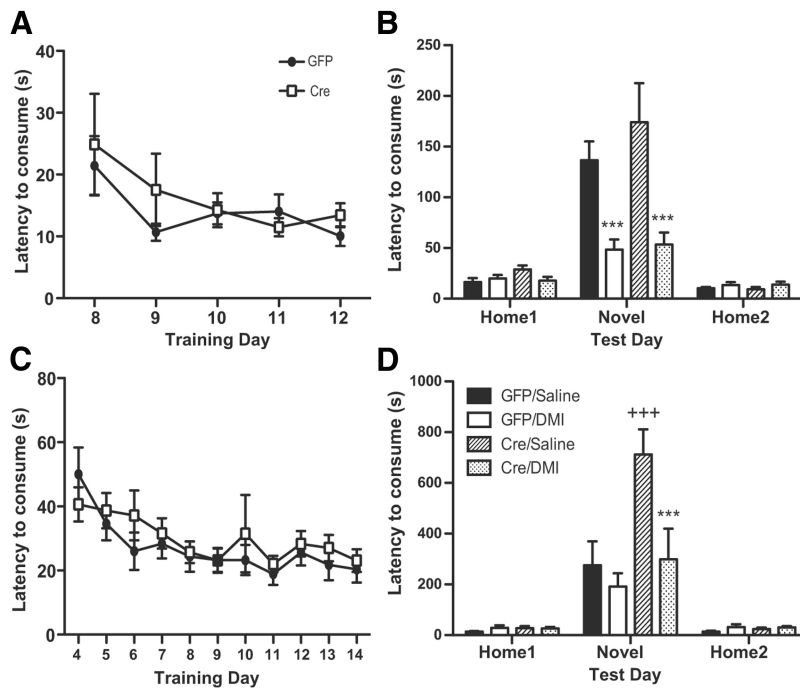 A
Latency to consume (s)
40
30
20
10
0
GFP
Cre
8 9 10 11 12
Training Day
B
Latency to consume (s)
250
200
150
100
50
0
***
***
Home1 Novel Home2
Test Day
C
Latency to consume (s)
80
60
40
20
0
4 5 6 7 8 9 10 11 12 13 14
Training Day
D
Latency to consume (s)
1000
800
600
400
200
0
GFP/Saline
GFP/DMI
Cre/Saline
Cre/DMI
+++
***
Home1 Novel Home2
Test Day